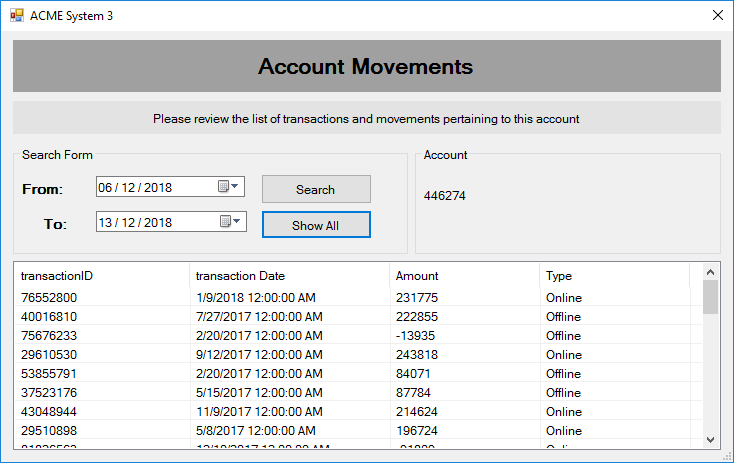 ACME System 3
Account Movements
Please review the list of transactions and movements pertaining to this account
Search Form
From: 06 / 12 / 2018 Search
To: 13 / 12 / 2018 Show All
Account
446274
transactionID transaction Date Amount Type
76552800 1/9/2018 12:00:00 AM 231775 Online
40016810 7/27/2017 12:00:00 AM 222855 Offline
75676233 2/20/2017 12:00:00 AM -13935 Offline
29610530 9/12/2017 12:00:00 AM 243818 Online
53855791 2/20/2017 12:00:00 AM 84071 Offline
37523176 5/15/2017 12:00:00 AM 87784 Offline
43048944 11/9/2017 12:00:00 AM 214624 Online
29510898 5/8/2017 12:00:00 AM 196724 Online